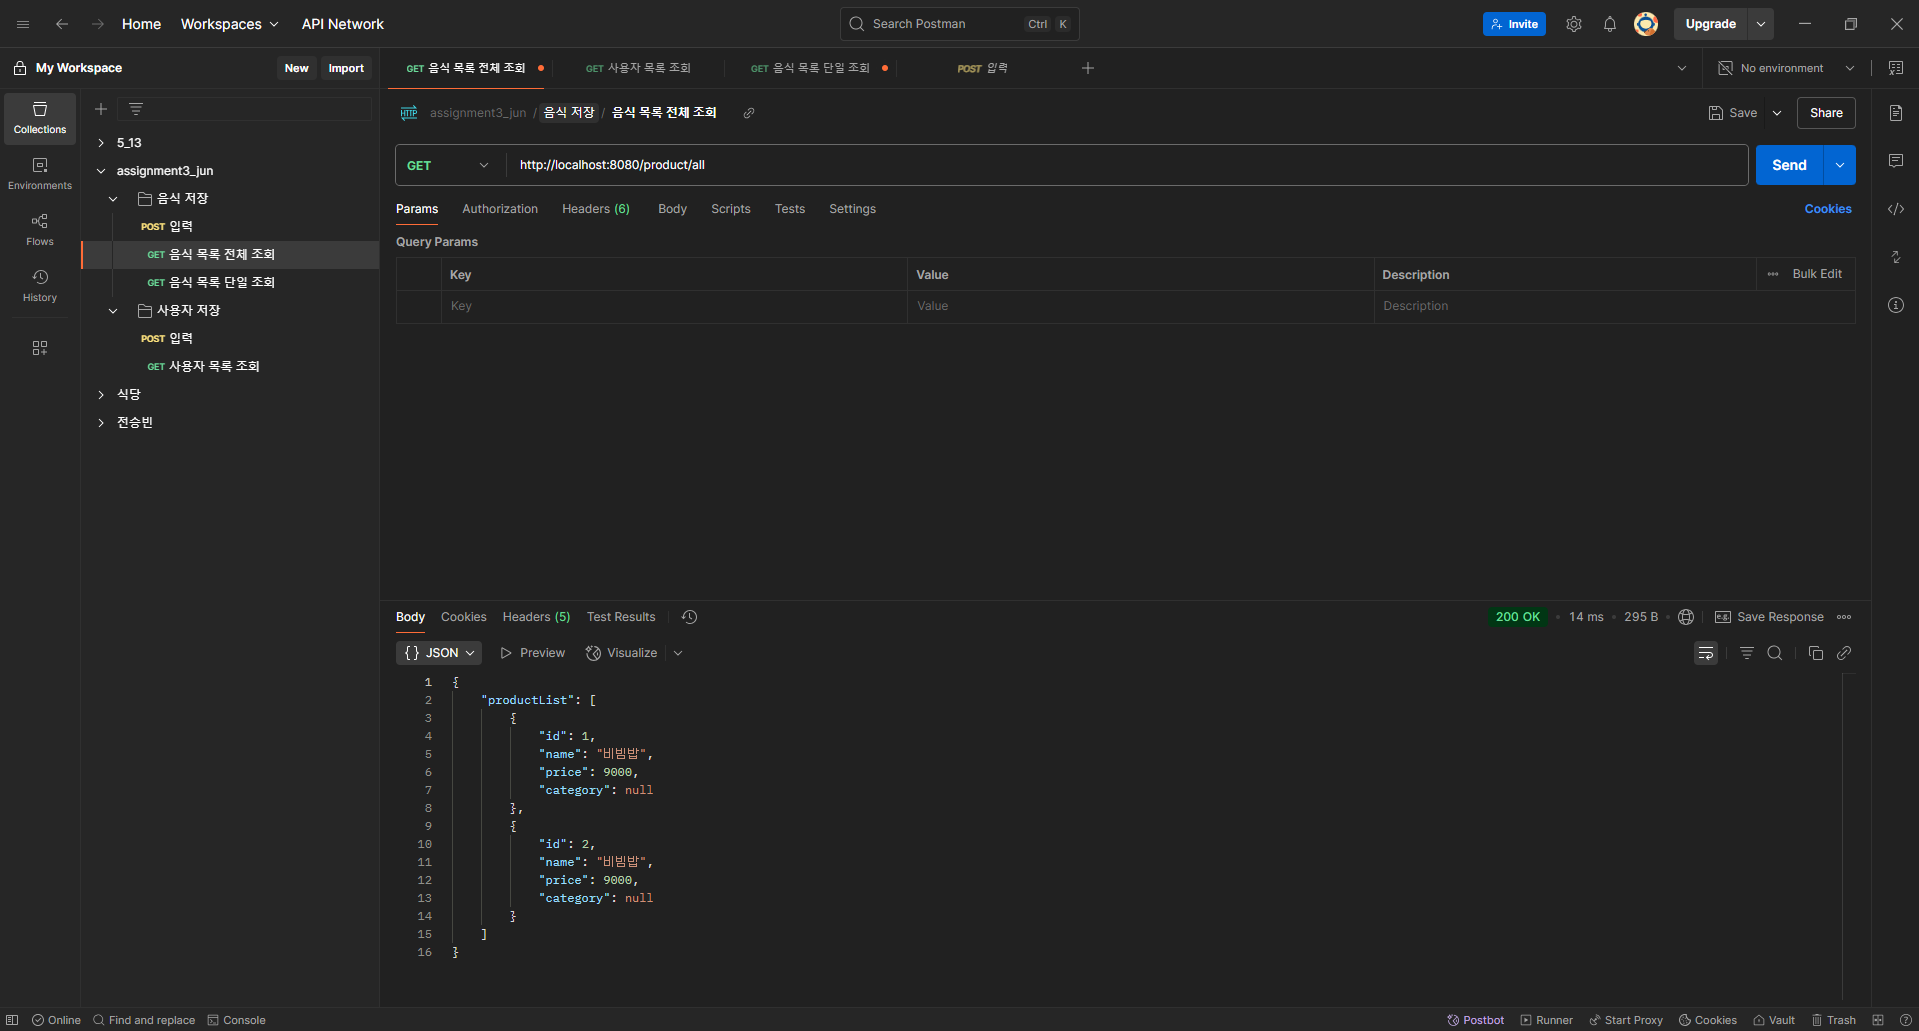 Home Workspaces API Network Search Postman Ctrl K Invite Upgrade
My Workspace New Import
GET 음식 목록 전체 조회 GET 사용자 목록 조회 GET 음식 목록 단일 조회 POST 입력 No environment
Collections
Environments
Flows
History
5_13
assignment3_jun
음식 저장
POST 입력
GET 음식 목록 전체 조회
GET 음식 목록 단일 조회
사용자 저장
POST 입력
GET 사용자 목록 조회
식당
전승빈
HTTP assignment3_jun / 음식 저장 / 음식 목록 전체 조회 Save Share
GET http://localhost:8080/product/all Send
Params Authorization Headers (6) Body Scripts Tests Settings Cookies
Query Params
Key Value Description Bulk Edit
Key Value Description
Body Cookies Headers (5) Test Results 200 OK 14 ms 295 B e.g. Save Response
{} JSON Preview Visualize
1 {
2 "productList": [
3 {
4 "id": 1,
5 "name": "비빔밥",
6 "price": 9000,
7 "category": null
8 },
9 {
10 "id": 2,
11 "name": "비빔밥",
12 "price": 9000,
13 "category": null
14 }
15 ]
16 }
Online Find and replace Console Postbot Runner Start Proxy Cookies Vault Trash